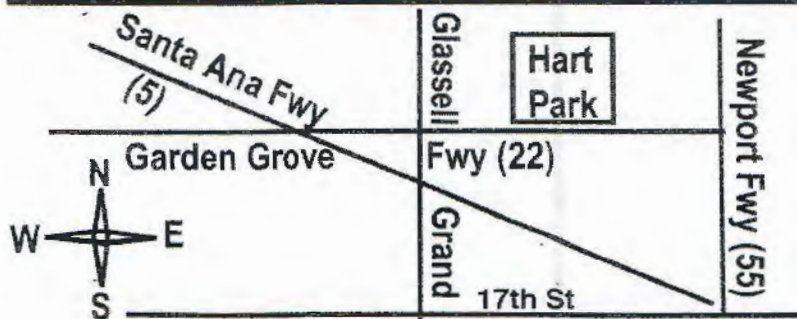 Santa Ana Fwy
(5)
Glassell
Hart
Park
Newport Fwy (55)
Garden Grove Fwy (22)
N
W E
S
Grand
17th St